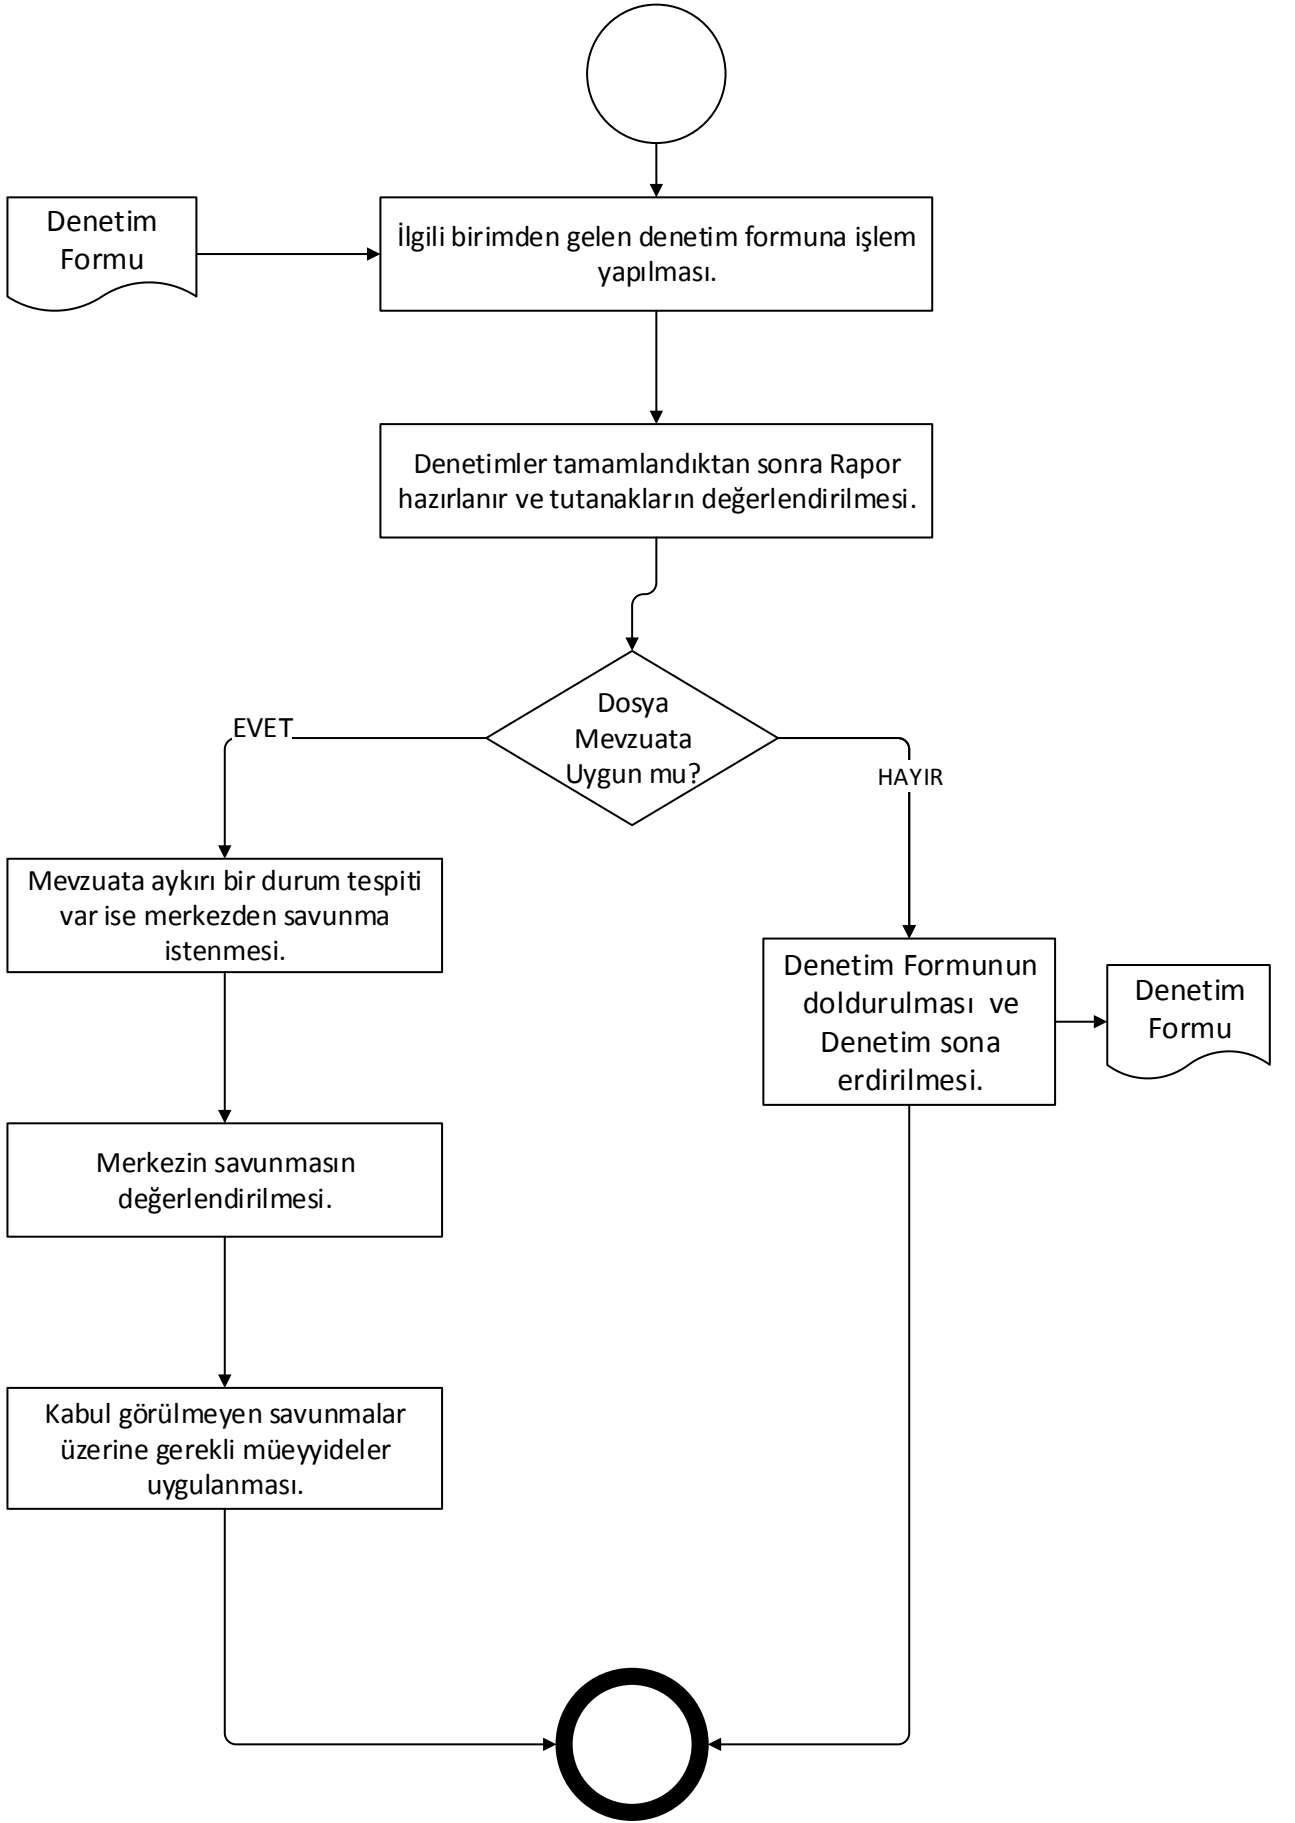 Denetim
Formu
İlgili birimden gelen denetim formuna işlem
yapılması.
Denetimler tamamlandıktan sonra Rapor
hazırlanır ve tutanakların değerlendirilmesi.
Dosya
Mevzuata
Uygun mu?
EVET
HAYIR
Mevzuata aykırı bir durum tespiti
var ise merkezden savunma
istenmesi.
Denetim Formunun
doldurulması ve
Denetim sona
erdirilmesi.
Denetim
Formu
Merkezin savunmasın
değerlendirilmesi.
Kabul görülmeyen savunmalar
üzerine gerekli müeyyideler
uygulanması.